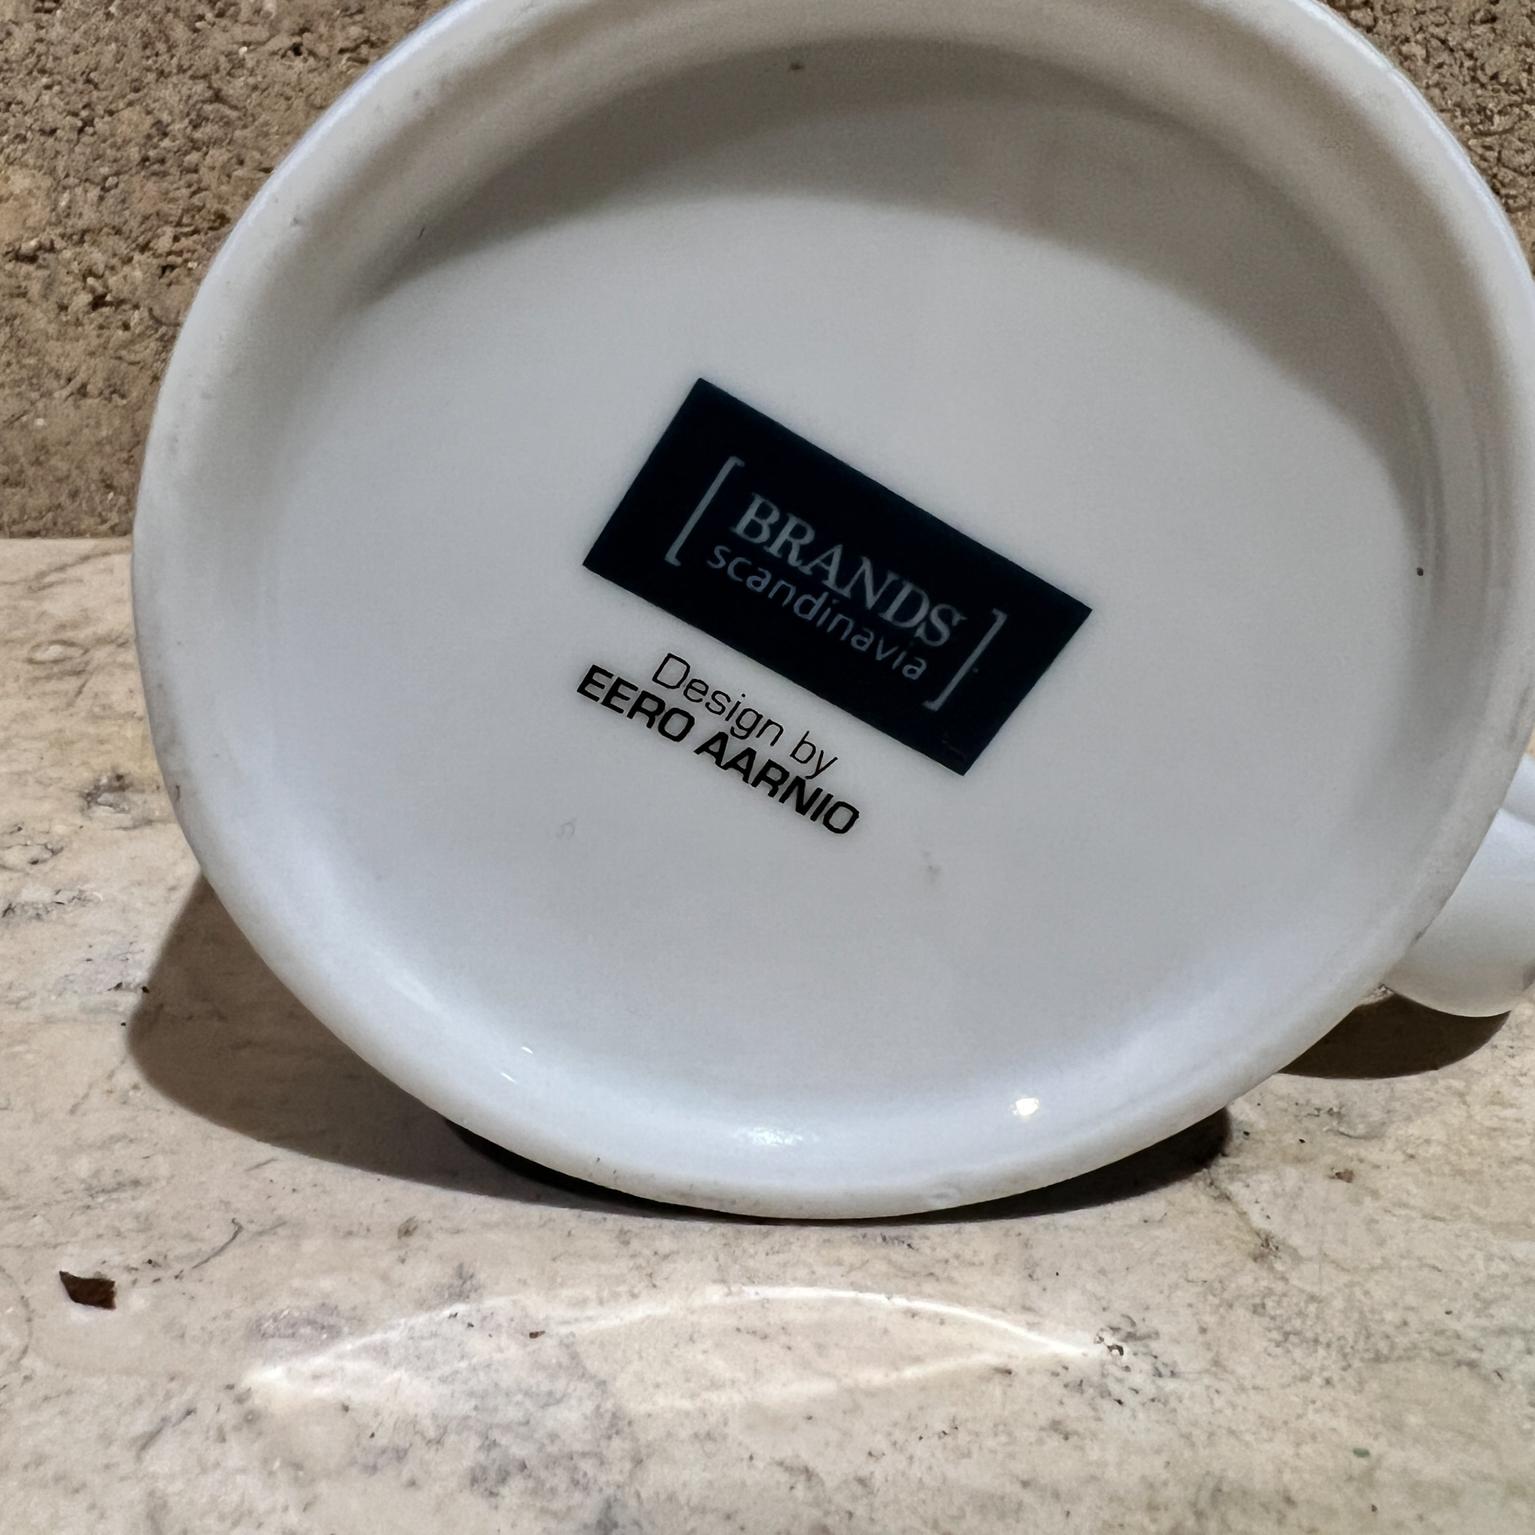 [BRANDS
scandinavia]
Design by
EERO AARNIO